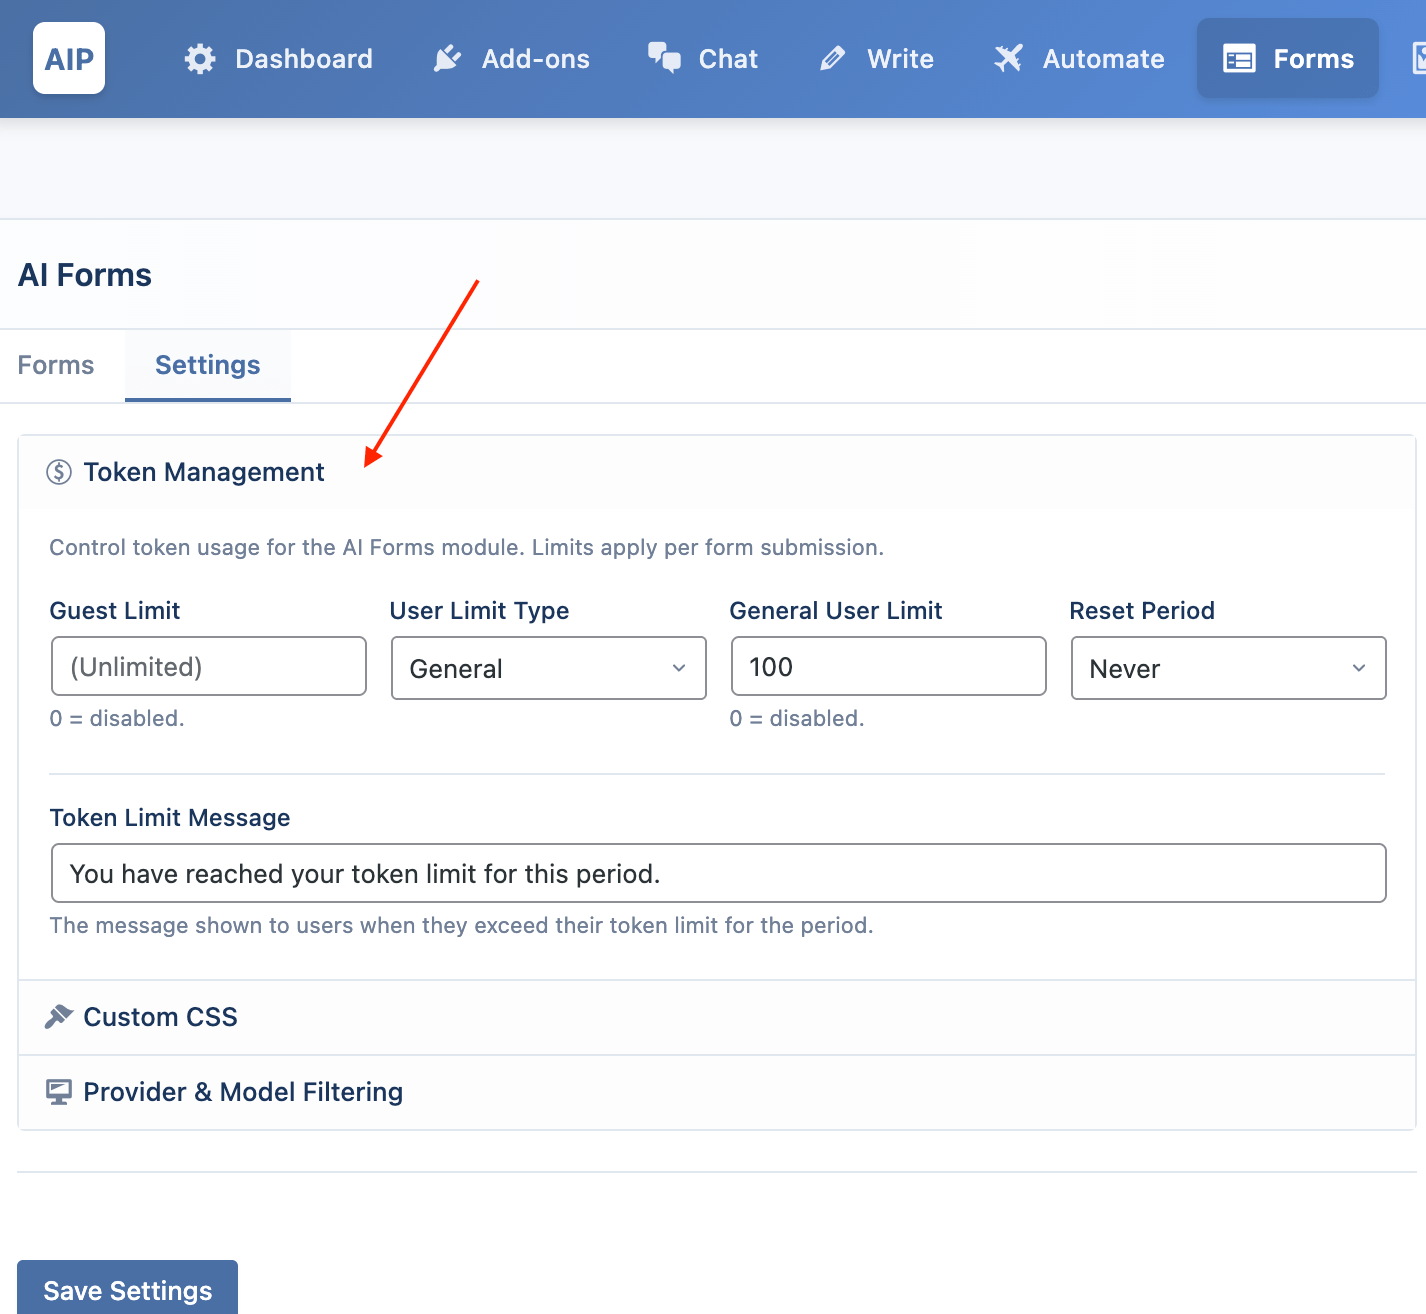 AIP Dashboard Add-ons Chat Write Automate Forms
AI Forms
Forms Settings
Token Management
Control token usage for the AI Forms module. Limits apply per form submission.
Guest Limit User Limit Type General User Limit Reset Period
(Unlimited) General 100 Never
0 = disabled. 0 = disabled.
Token Limit Message
You have reached your token limit for this period.
The message shown to users when they exceed their token limit for the period.
Custom CSS
Provider & Model Filtering
Save Settings